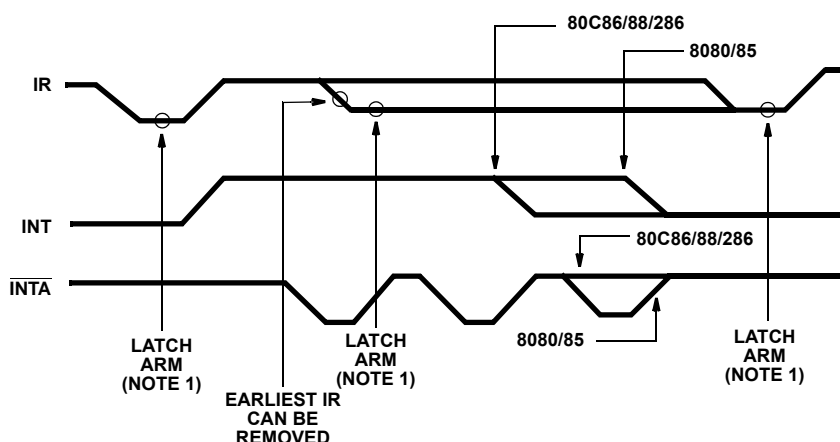 80C86/88/286
8080/85
IR
INT
80C86/88/286
INTA
8080/85
LATCH
ARM
(NOTE 1)
EARLIEST IR
CAN BE
REMOVED
LATCH
ARM
(NOTE 1)
LATCH
ARM
(NOTE 1)